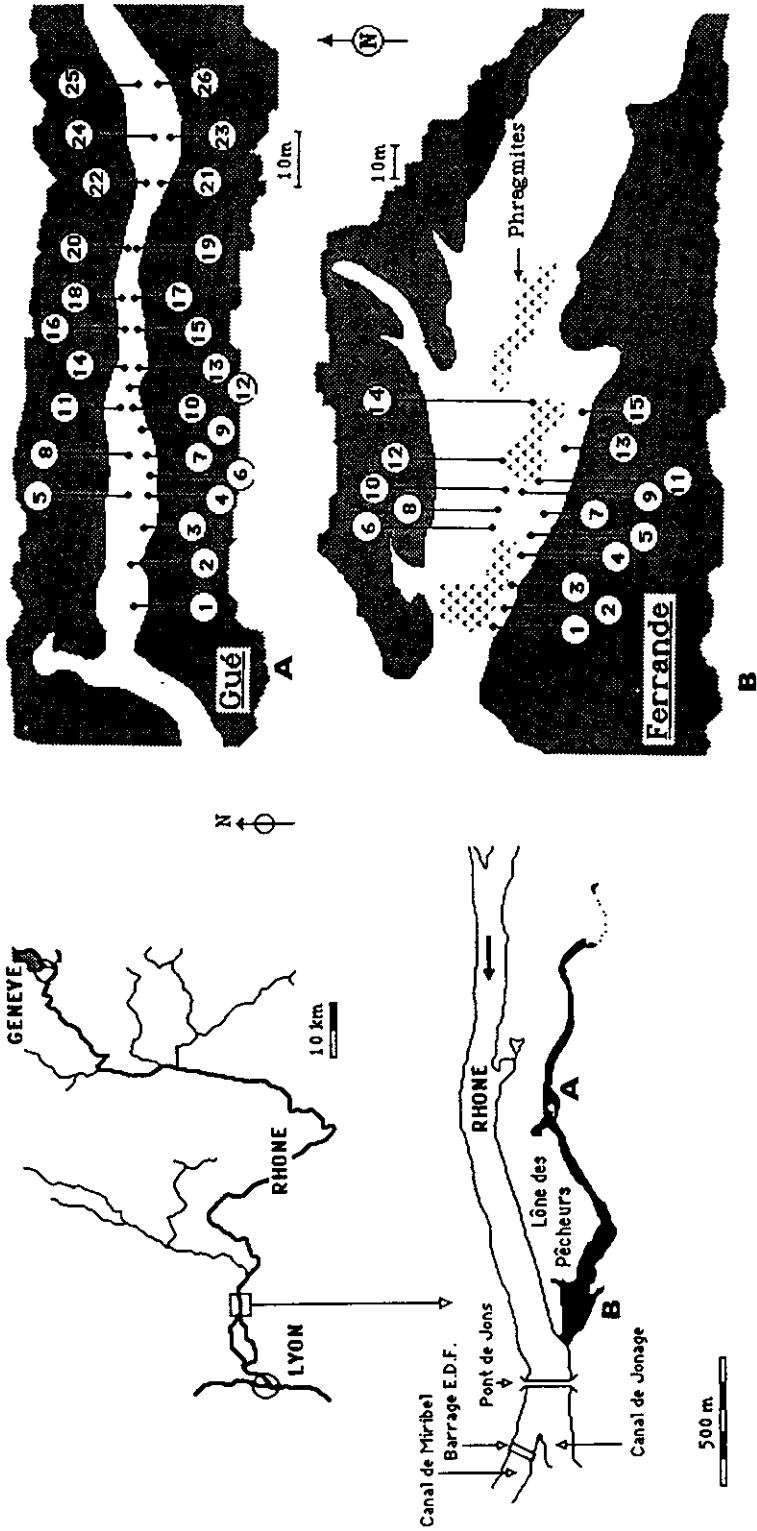 GENEVE
RHONE
LYON
10 km
N
Canal de Miribel
Barrage E.D.F.
Pont de Jons
RHONE
Lône des
Pêcheurs
A
B
Canal de Jonage
500 m
5
8
11
14
16
18
20
22
24
25
1
2
3
4
6
7
9
10
12
13
15
17
19
21
23
26
Gué
A
10m
N
6
8
10
12
14
Phragmites
10m
1
2
3
4
5
7
9
11
13
15
Ferrande
B